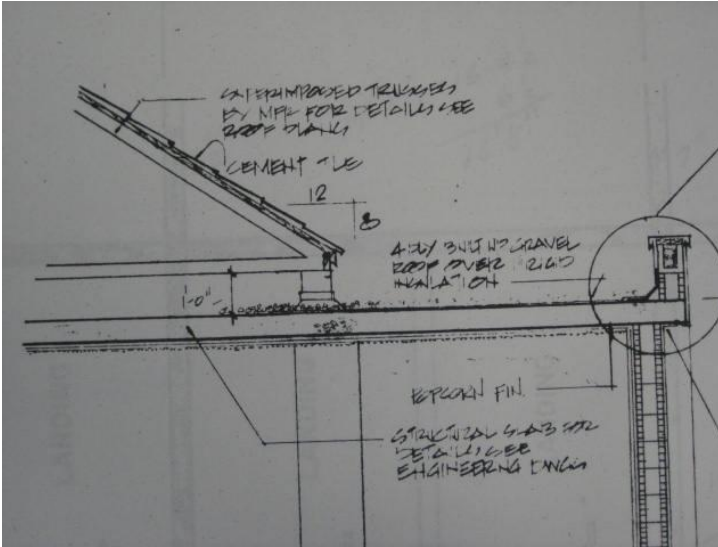 SUPERIMPOSED TRUSSES
BY MFR FOR DETAILS SEE
ROOF PLANS
CEMENT TILE
12
8
4 PLY BUILT UP GRAVEL
ROOF OVER RIGID
INSULATION
1'-0"
POPCORN FIN.
STRUCTURAL SLAB FOR
DETAILS SEE
ENGINEERING DWGS